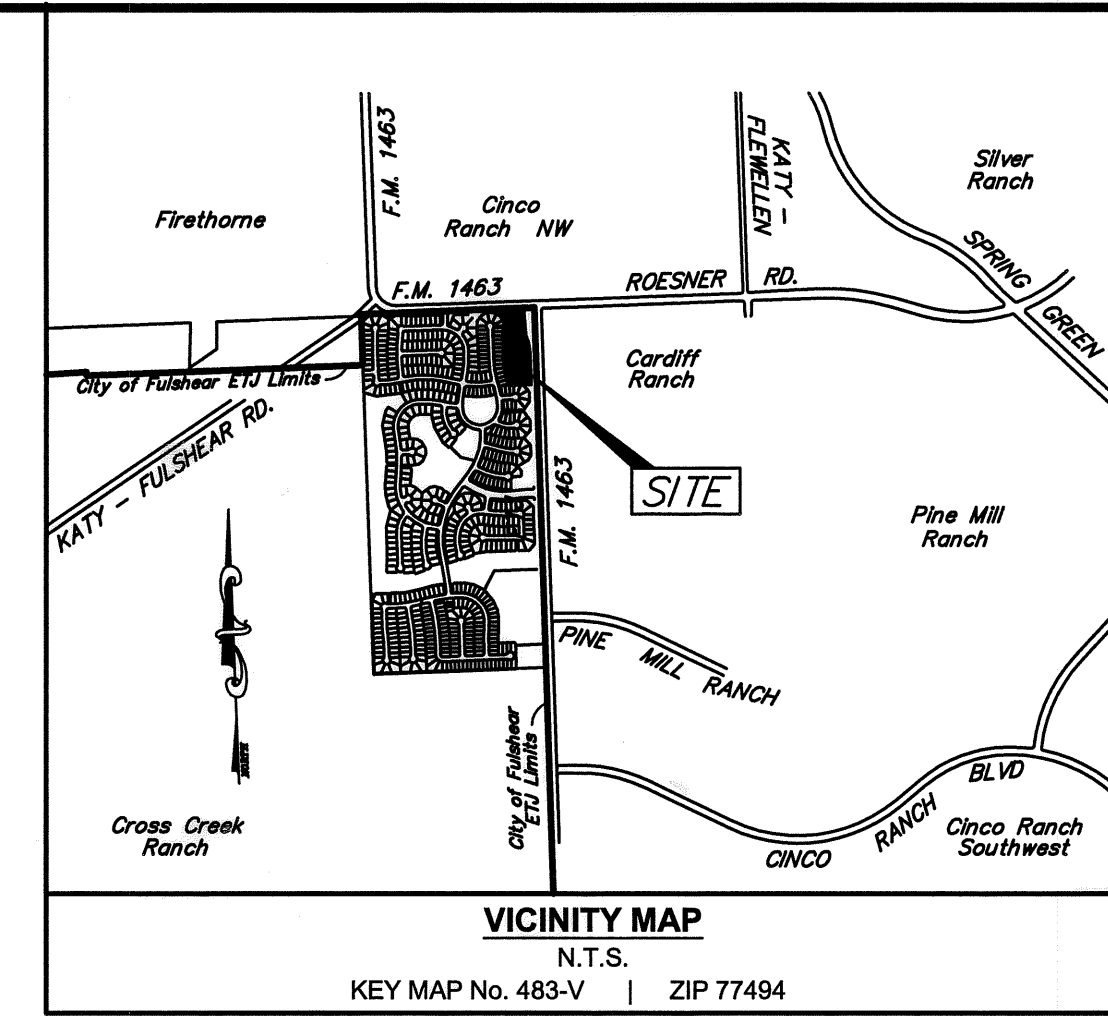 F.M. 1463
KATY -
FLEWELLEN
Silver
Ranch
Firethorne
Cinco
Ranch NW
SPRING
GREEN
F.M. 1463
ROESNER RD.
City of Fulshear ETJ Limits
Cardiff
Ranch
KATY - FULSHEAR RD.
SITE
F.M. 1463
Pine Mill
Ranch
PINE MILL RANCH
NORTH
City of Fulshear
ETJ Limits
Cross Creek
Ranch
CINCO RANCH BLVD
Cinco Ranch
Southwest
VICINITY MAP
N.T.S.
KEY MAP No. 483-V | ZIP 77494